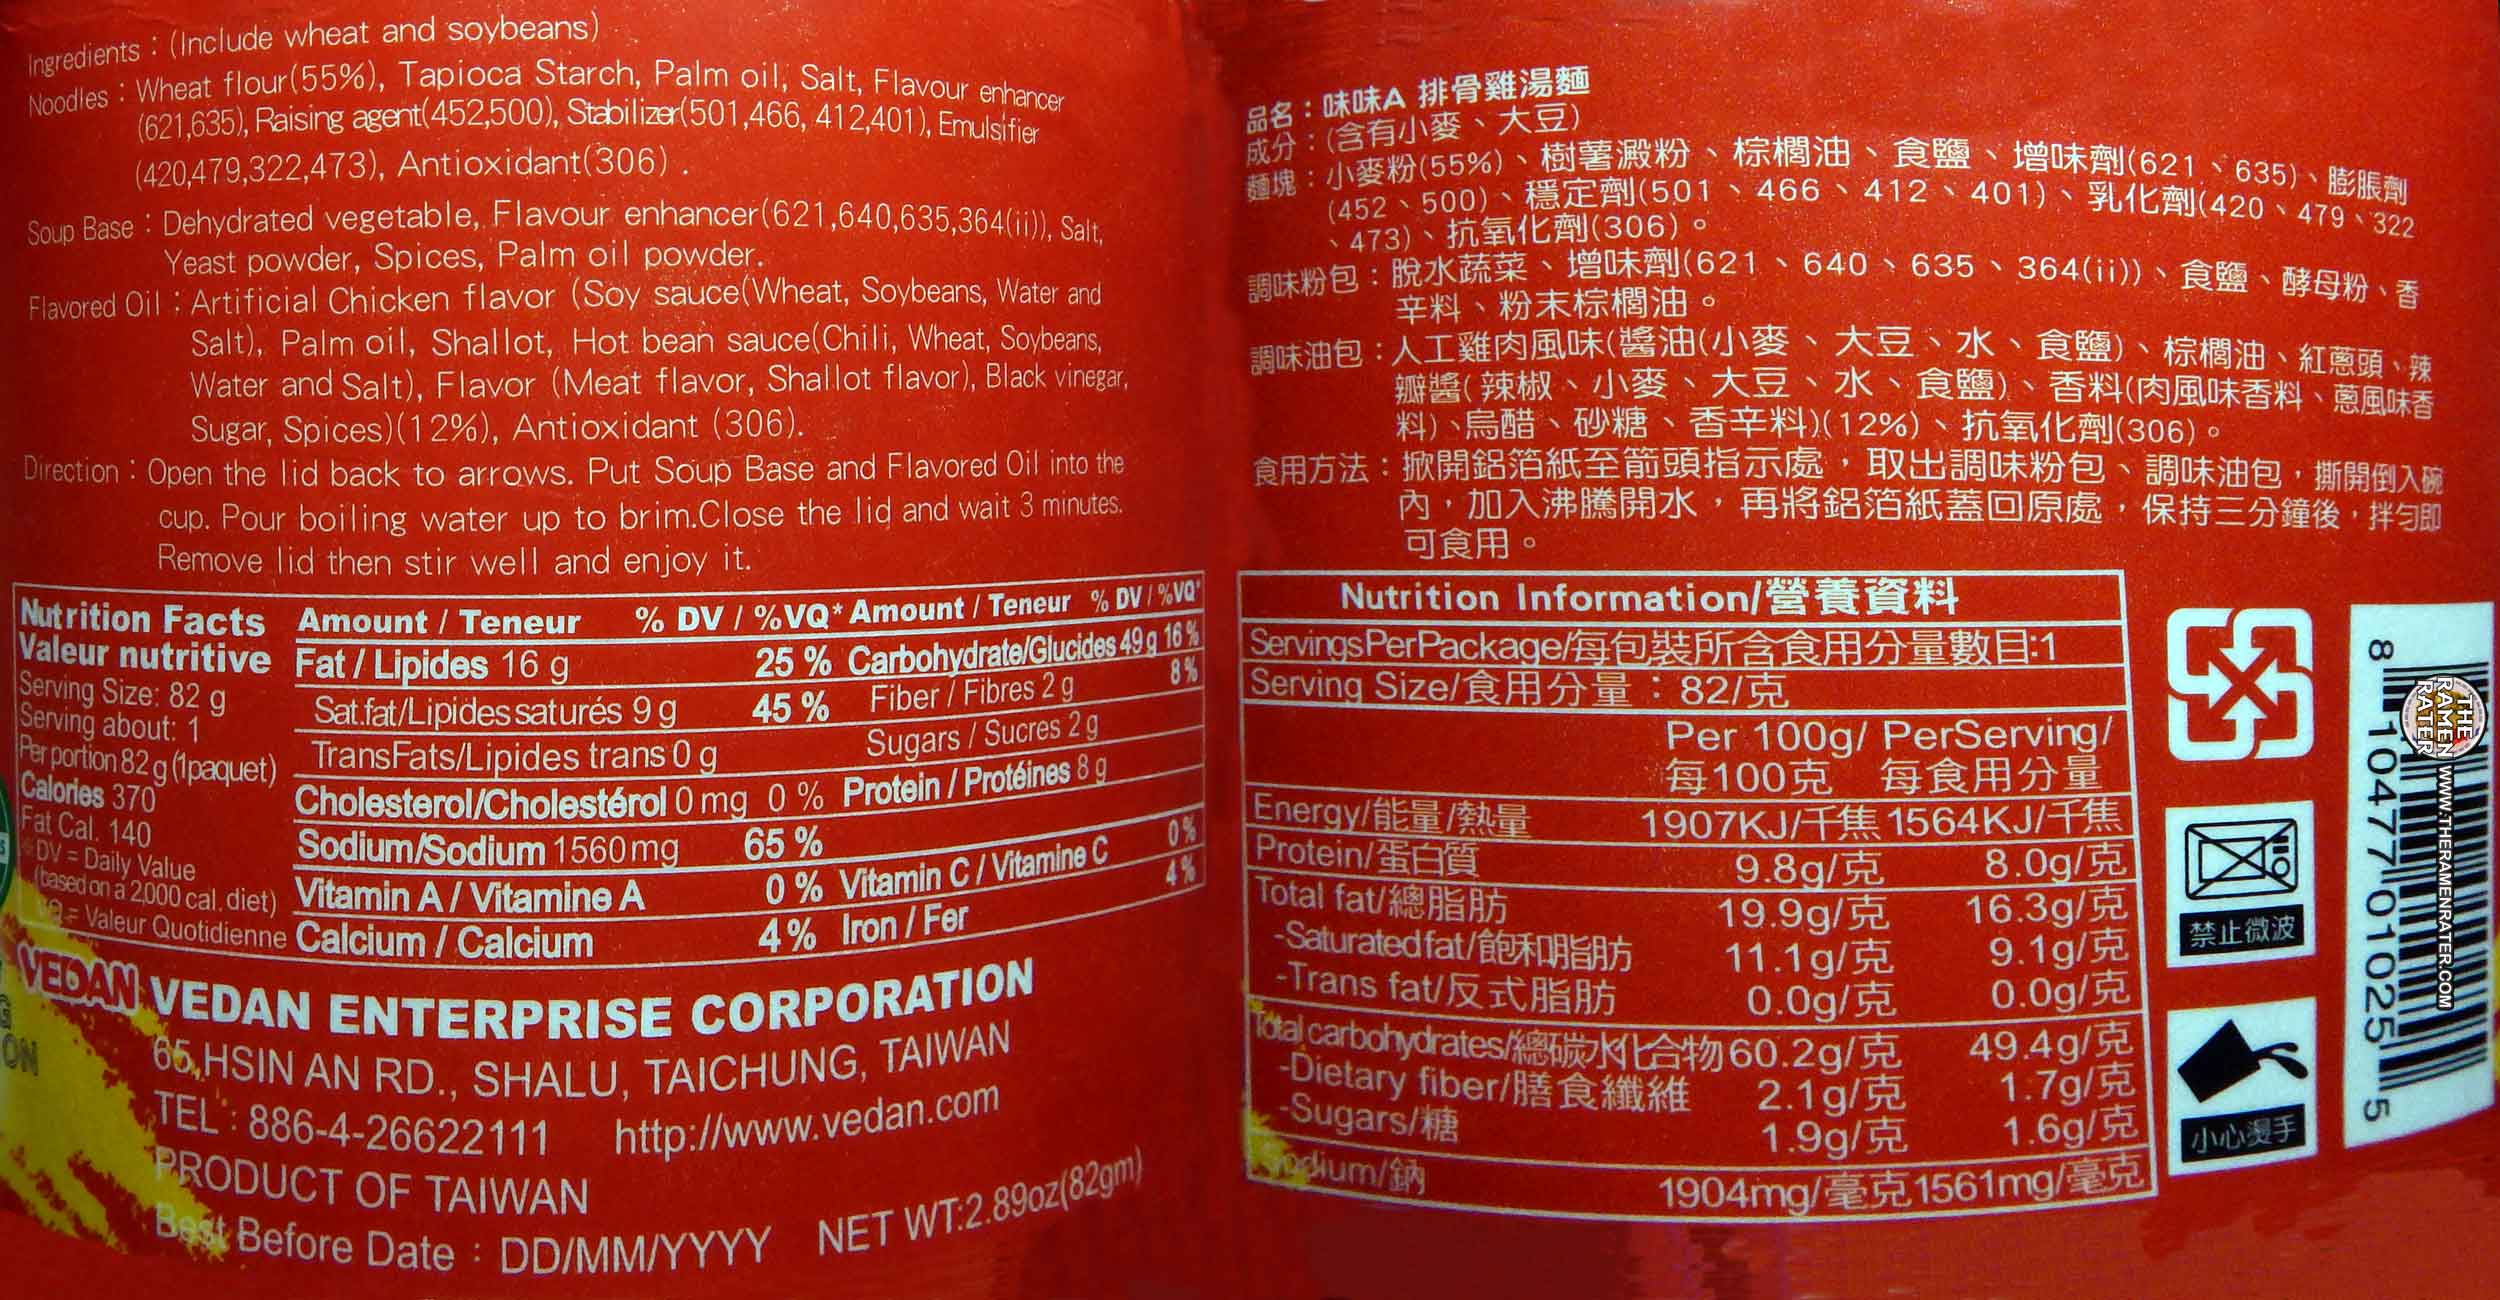 Ingredients：(Include wheat and soybeans)
Noodles：Wheat flour(55%), Tapioca Starch, Palm oil, Salt, Flavour enhancer
(621,635), Raising agent(452,500), Stabilizer(501,466, 412,401), Emulsifier
(420,479,322,473), Antioxidant(306) .
Soup Base：Dehydrated vegetable, Flavour enhancer(621,640,635,364(ii)), Salt,
Yeast powder, Spices, Palm oil powder.
Flavored Oil：Artificial Chicken flavor (Soy sauce(Wheat, Soybeans, Water and
Salt), Palm oil, Shallot, Hot bean sauce(Chili, Wheat, Soybeans,
Water and Salt), Flavor (Meat flavor, Shallot flavor), Black vinegar,
Sugar, Spices)(12%), Antioxidant (306).
Direction：Open the lid back to arrows. Put Soup Base and Flavored Oil into the
cup. Pour boiling water up to brim.Close the lid and wait 3 minutes.
Remove lid then stir well and enjoy it.
Nutrition Facts
Valeur nutritive
Serving Size: 82 g
Serving about: 1
Per portion 82 g (1paquet)
Calories 370
Fat Cal. 140
*DV = Daily Value
(based on a 2,000 cal. diet)
VQ = Valeur Quotidienne
Amount / Teneur % DV / %VQ* Amount / Teneur % DV / %VQ*
Fat / Lipides 16 g 25 % Carbohydrate/Glucides 49 g 16 %
Sat.fat/Lipides saturés 9 g 45 % Fiber / Fibres 2 g 8 %
TransFats/Lipides trans 0 g Sugars / Sucres 2 g
Cholesterol/Cholestérol 0 mg 0 % Protein / Protéines 8 g
Sodium/Sodium 1560 mg 65 %
Vitamin A / Vitamine A 0 % Vitamin C / Vitamine C 0 %
Calcium / Calcium 4 % Iron / Fer 4 %
VEDAN VEDAN ENTERPRISE CORPORATION
65,HSIN AN RD., SHALU, TAICHUNG, TAIWAN
TEL：886-4-26622111 http://www.vedan.com
PRODUCT OF TAIWAN
Best Before Date：DD/MM/YYYY NET WT:2.89oz(82gm)
ON
品名：味味A 排骨雞湯麵
成分：(含有小麥、大豆)
麵塊：小麥粉(55%)、樹薯澱粉、棕櫚油、食鹽、增味劑(621、635)、膨脹劑
(452、500)、穩定劑(501、466、412、401)、乳化劑(420、479、322
、473)、抗氧化劑(306)。
調味粉包：脫水蔬菜、增味劑(621、640、635、364(ii))、食鹽、酵母粉、香
辛料、粉末棕櫚油。
調味油包：人工雞肉風味(醬油(小麥、大豆、水、食鹽)、棕櫚油、紅蔥頭、辣
瓣醬(辣椒、小麥、大豆、水、食鹽)、香料(肉風味香料、蔥風味香
料)、烏醋、砂糖、香辛料)(12%)、抗氧化劑(306)。
食用方法：掀開鋁箔紙至箭頭指示處，取出調味粉包、調味油包，撕開倒入碗
內，加入沸騰開水，再將鋁箔紙蓋回原處，保持三分鐘後，拌勻即
可食用。
Nutrition Information/營養資料
ServingsPerPackage/每包裝所含食用分量數目:1
Serving Size/食用分量：82/克
Per 100g/ PerServing/
每100克 每食用分量
Energy/能量/熱量 1907KJ/千焦 1564KJ/千焦
Protein/蛋白質 9.8g/克 8.0g/克
Total fat/總脂肪 19.9g/克 16.3g/克
-Saturatedfat/飽和脂肪 11.1g/克 9.1g/克
-Trans fat/反式脂肪 0.0g/克 0.0g/克
Total carbohydrates/總碳水化合物 60.2g/克 49.4g/克
-Dietary fiber/膳食纖維 2.1g/克 1.7g/克
-Sugars/糖 1.9g/克 1.6g/克
Sodium/鈉 1904mg/毫克 1561mg/毫克
禁止微波
小心燙手
8 10477 01025 5
THE RAMEN RATER WWW.THERAMENRATER.COM